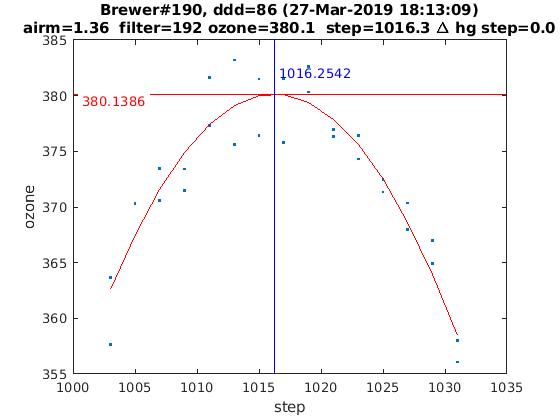 Brewer#190, ddd=86 (27-Mar-2019 18:13:09)
airm=1.36 filter=192 ozone=380.1 step=1016.3 Δ hg step=0.0
385
380
375
370
365
360
355
ozone
1016.2542
380.1386
1000 1005 1010 1015 1020 1025 1030 1035
step